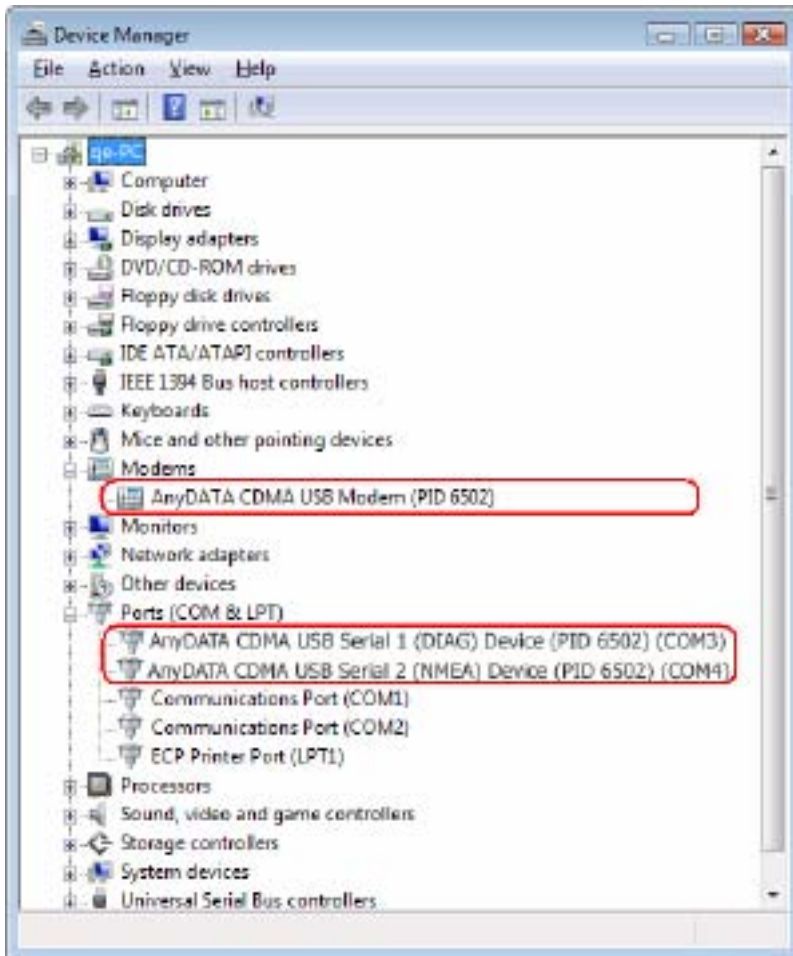 Device Manager
File Action View Help
qe-PC
Computer
Disk drives
Display adapters
DVD/CD-ROM drives
Floppy disk drives
Floppy drive controllers
IDE ATA/ATAPI controllers
IEEE 1394 Bus host controllers
Keyboards
Mice and other pointing devices
Modems
AnyDATA CDMA USB Modem (PID 6502)
Monitors
Network adapters
Other devices
Ports (COM & LPT)
AnyDATA CDMA USB Serial 1 (DIAG) Device (PID 6502) (COM3)
AnyDATA CDMA USB Serial 2 (NMEA) Device (PID 6502) (COM4)
Communications Port (COM1)
Communications Port (COM2)
ECP Printer Port (LPT1)
Processors
Sound, video and game controllers
Storage controllers
System devices
Universal Serial Bus controllers